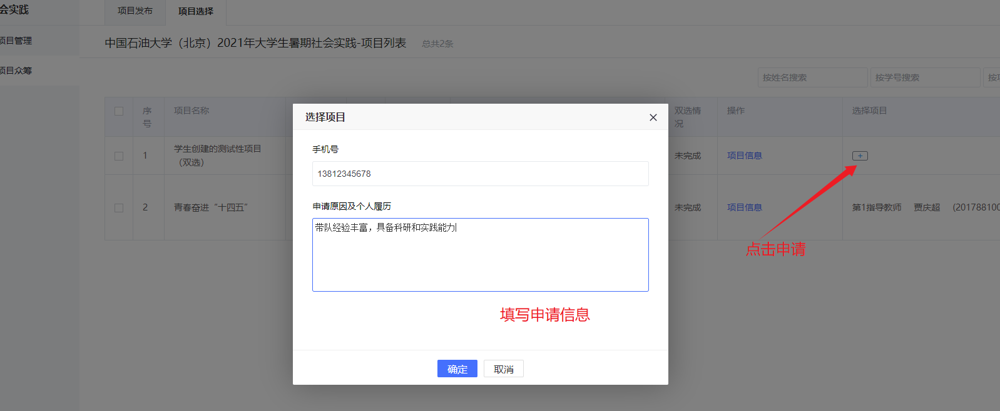 会实践
项目发布
项目选择
项目管理
项目众筹
中国石油大学（北京）2021年大学生暑期社会实践-项目列表
总共2条
按姓名搜索
按学号搜索
序号
项目名称
双选情况
操作
选择项目
1
学生创建的测试性项目
（双选）
未完成
项目信息
2
青春奋进“十四五”
未完成
项目信息
第1指导教师 贾庆超 (201788100
点击申请
选择项目
手机号
13812345678
申请原因及个人履历
带队经验丰富，具备科研和实践能力
填写申请信息
确定
取消